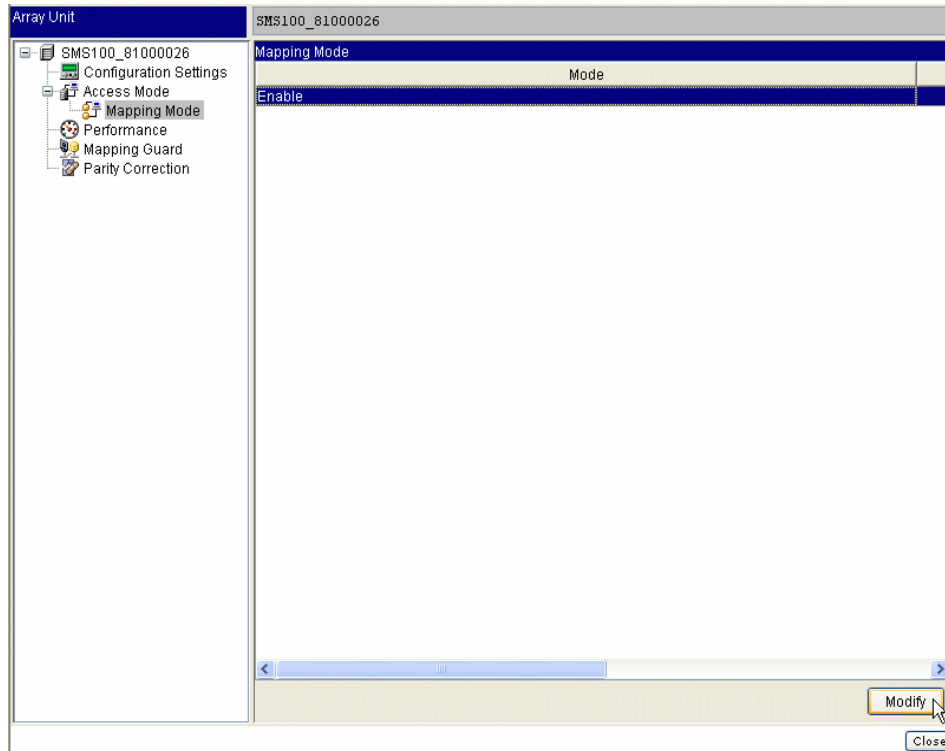 Array Unit
SMS100_81000026
SMS100_81000026
Configuration Settings
Access Mode
Mapping Mode
Performance
Mapping Guard
Parity Correction
Mapping Mode
Mode
Enable
Modify
Close